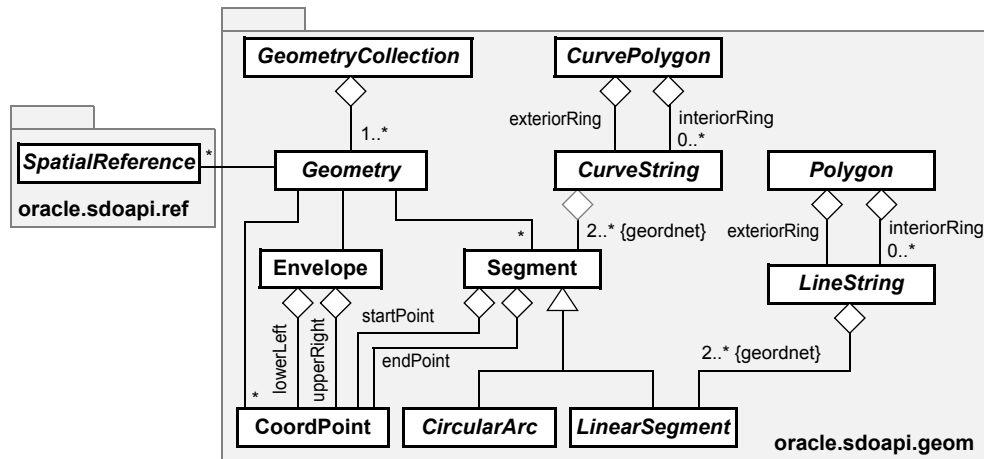 GeometryCollection
CurvePolygon
exteriorRing
interiorRing
1..*
0..*
SpatialReference
*
Geometry
CurveString
Polygon
oracle.sdoapi.ref
2..* {geordnet}
exteriorRing
interiorRing
*
0..*
Envelope
Segment
LineString
lowerLeft
upperRight
startPoint
endPoint
2..* {geordnet}
*
CoordPoint
CircularArc
LinearSegment
oracle.sdoapi.geom